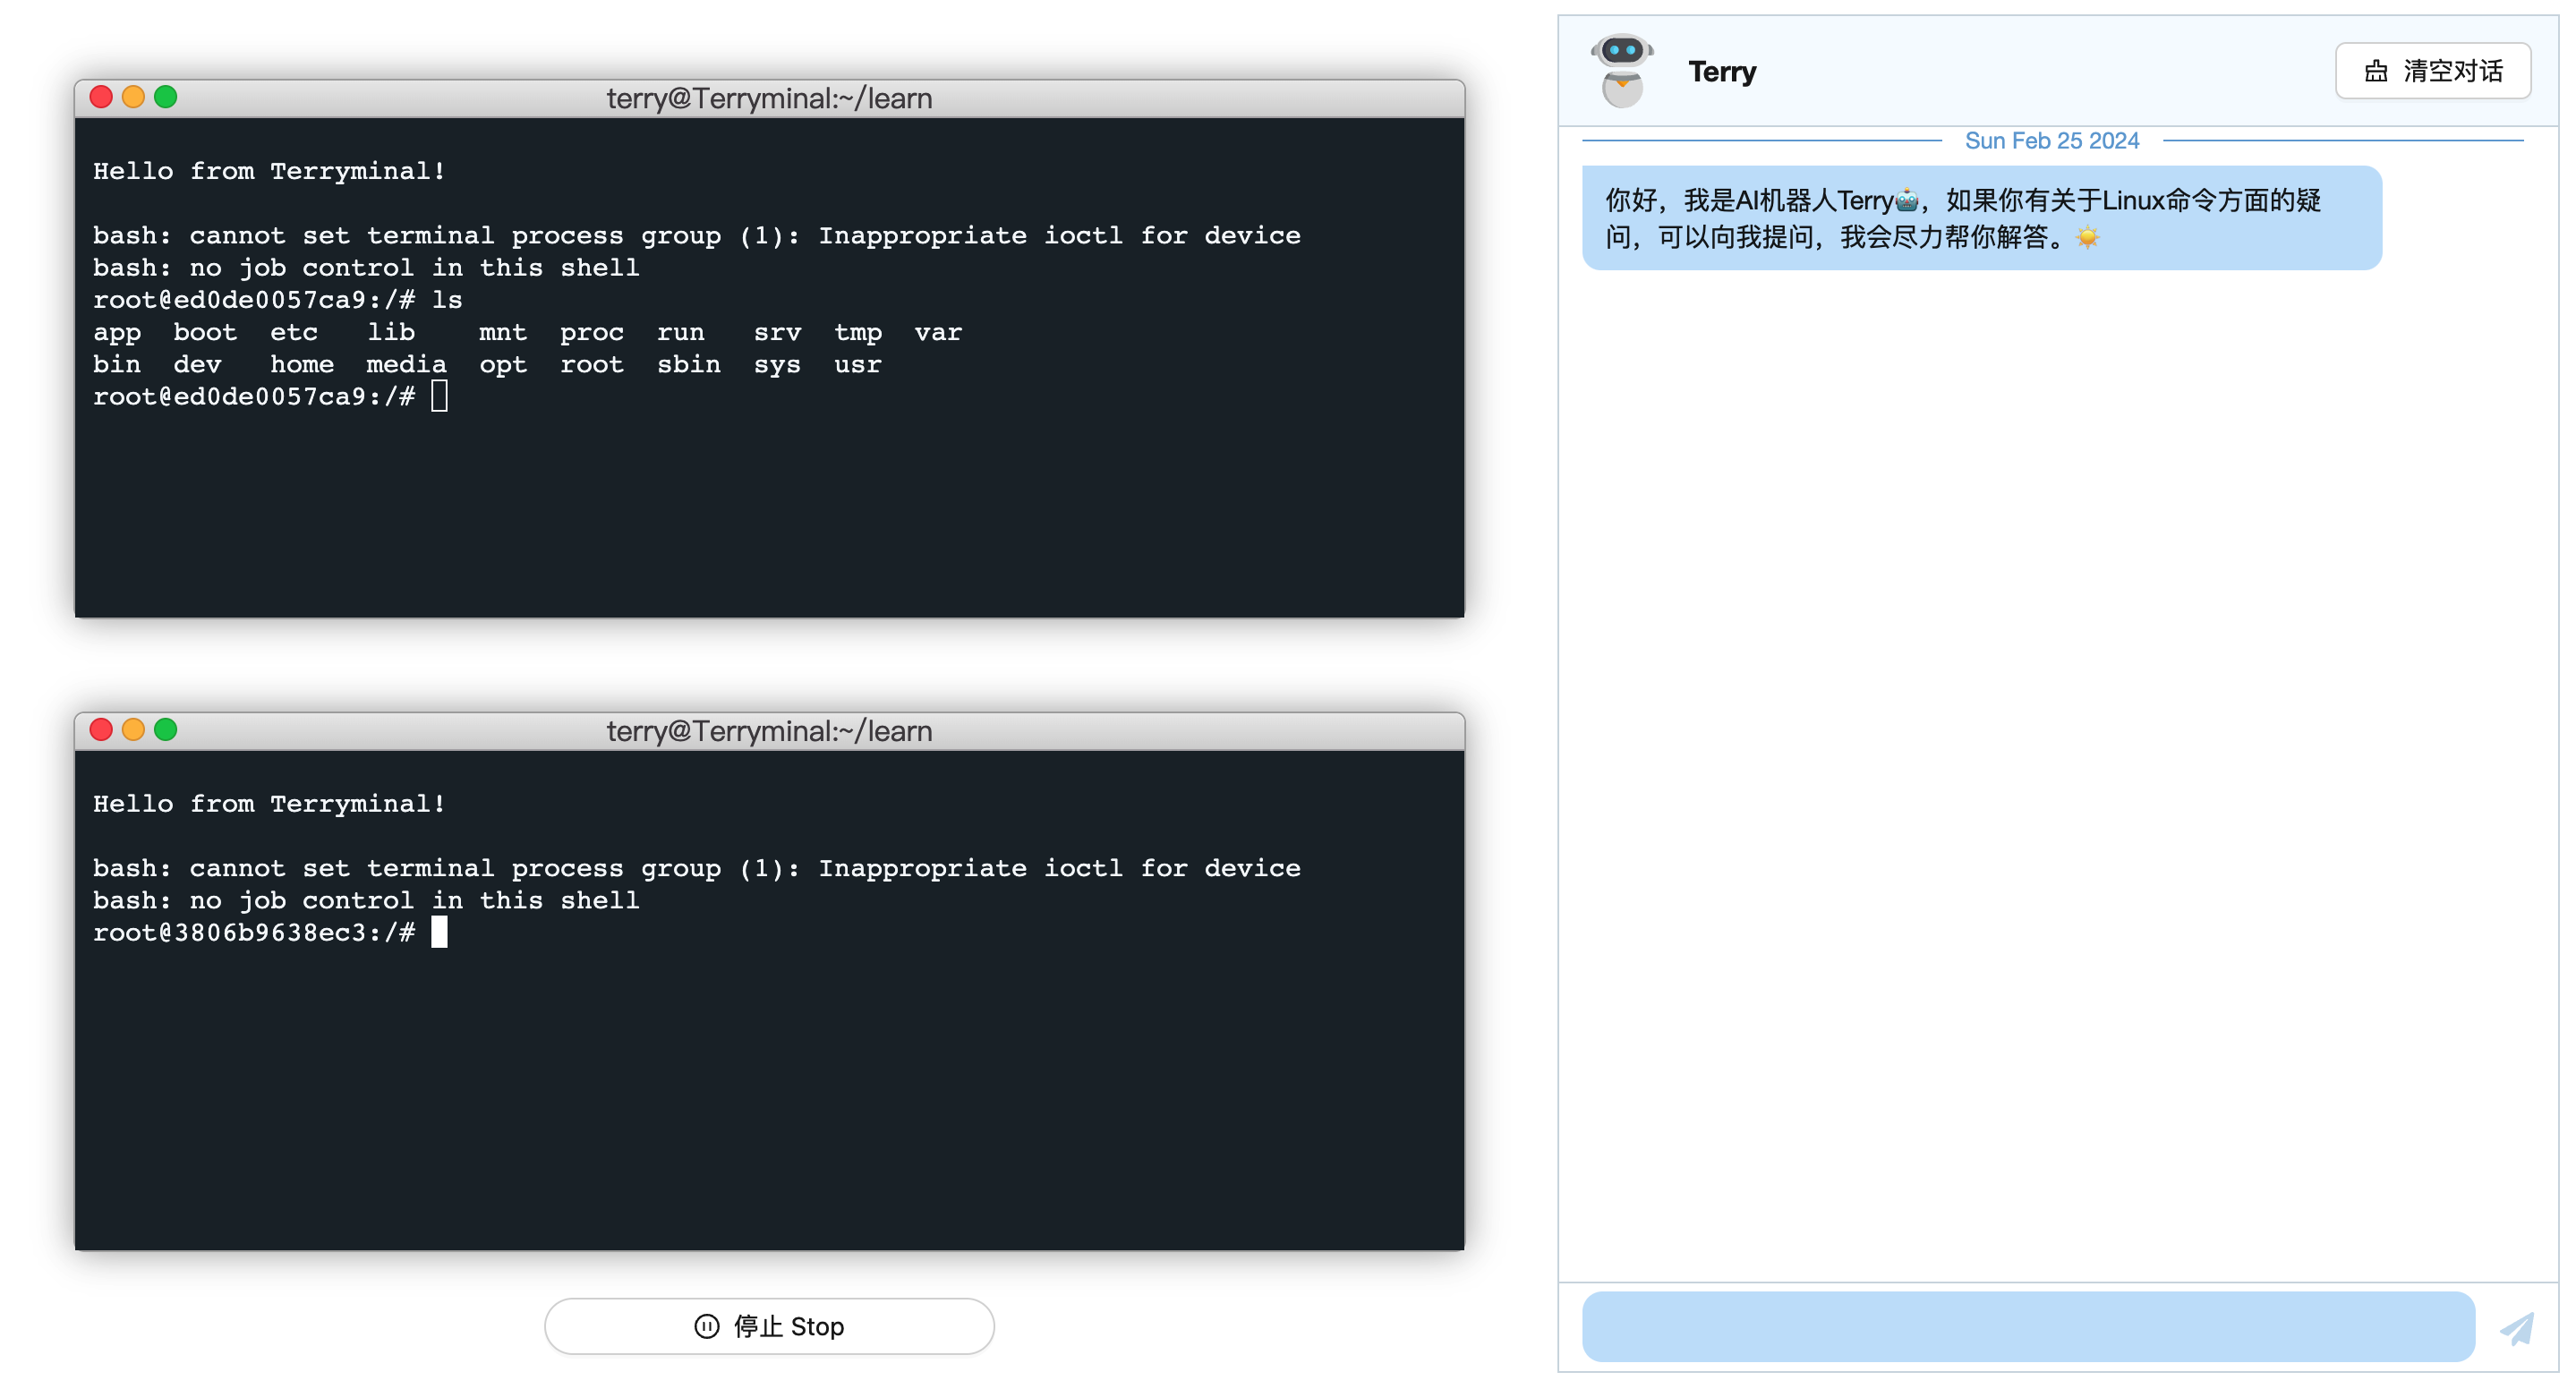 terry@Terryminal:~/learn
Hello from Terryminal!
bash: cannot set terminal process group (1): Inappropriate ioctl for device
bash: no job control in this shell
root@ed0de0057ca9:/# ls
app  boot  etc   lib    mnt  proc  run   srv  tmp  var
bin  dev   home  media  opt  root  sbin  sys  usr
root@ed0de0057ca9:/#
terry@Terryminal:~/learn
Hello from Terryminal!
bash: cannot set terminal process group (1): Inappropriate ioctl for device
bash: no job control in this shell
root@3806b9638ec3:/#
停止 Stop
Terry
清空对话
Sun Feb 25 2024
你好，我是AI机器人Terry🤖，如果你有关于Linux命令方面的疑
问，可以向我提问，我会尽力帮你解答。☀️